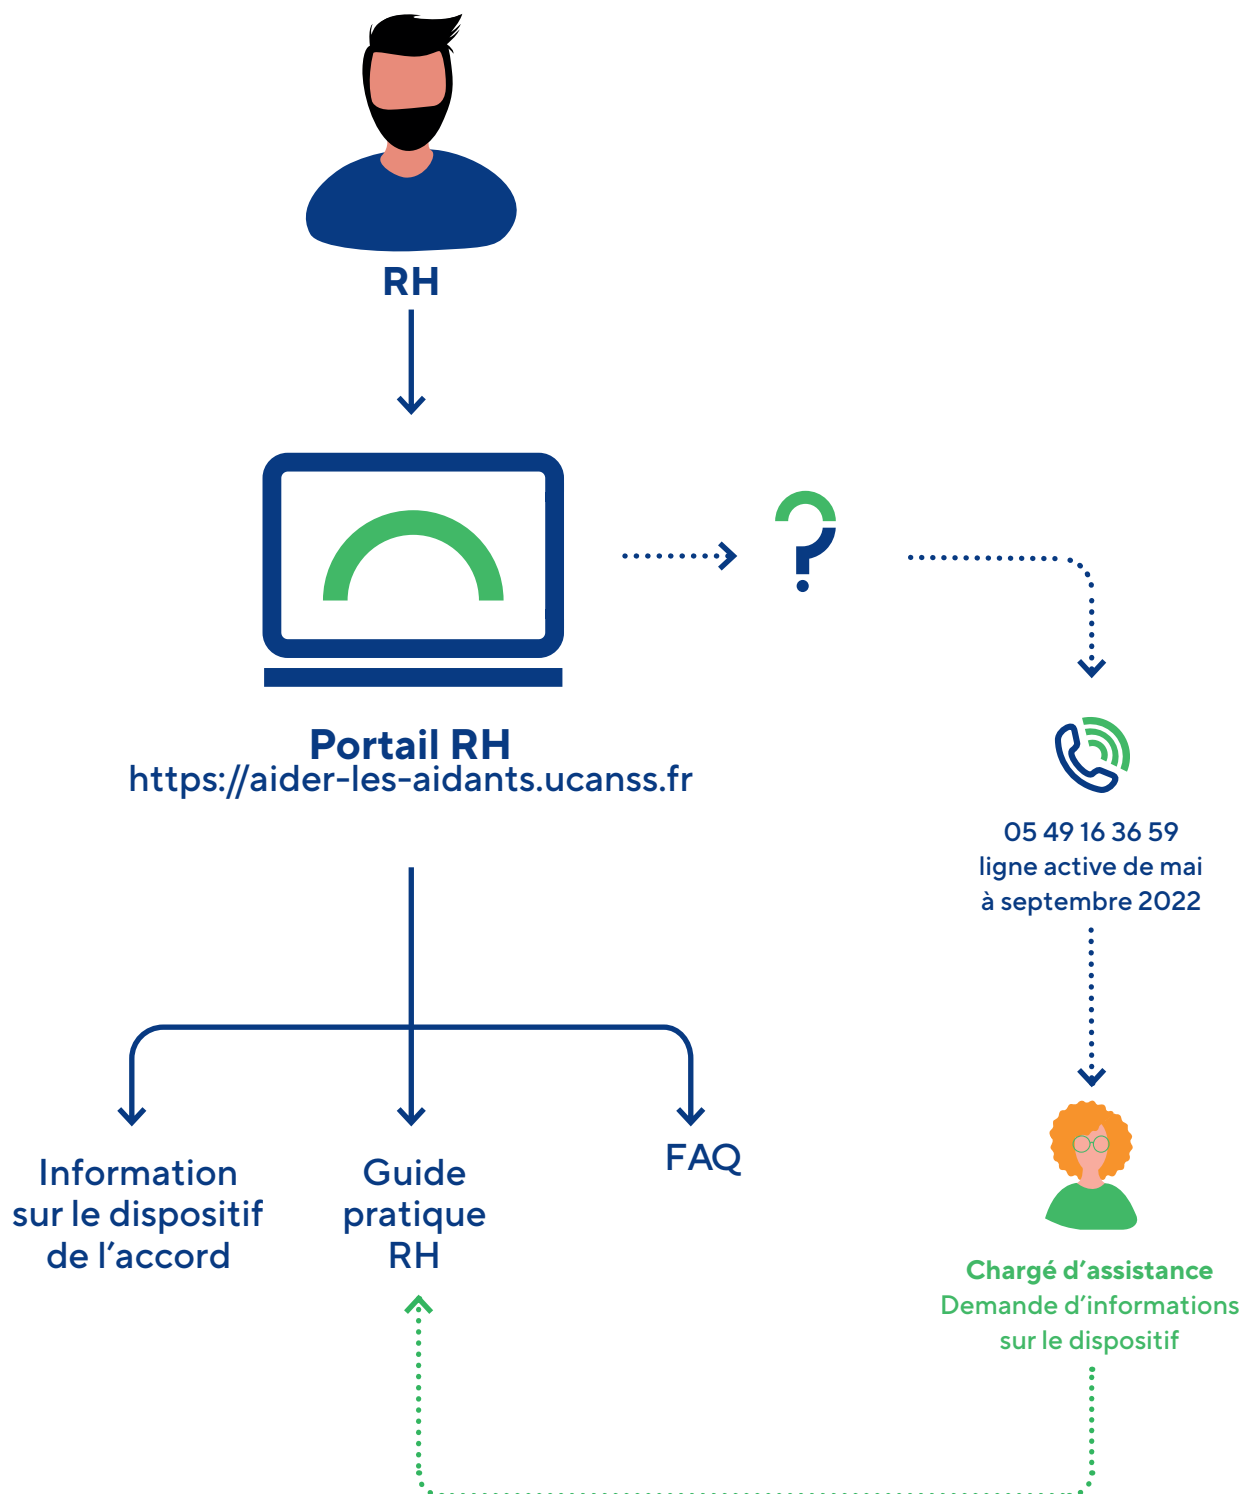 RH
Portail RH
https://aider-les-aidants.ucanss.fr
05 49 16 36 59
ligne active de mai
à septembre 2022
Information
sur le dispositif
de l’accord
Guide
pratique
RH
FAQ
Chargé d’assistance
Demande d’informations
sur le dispositif